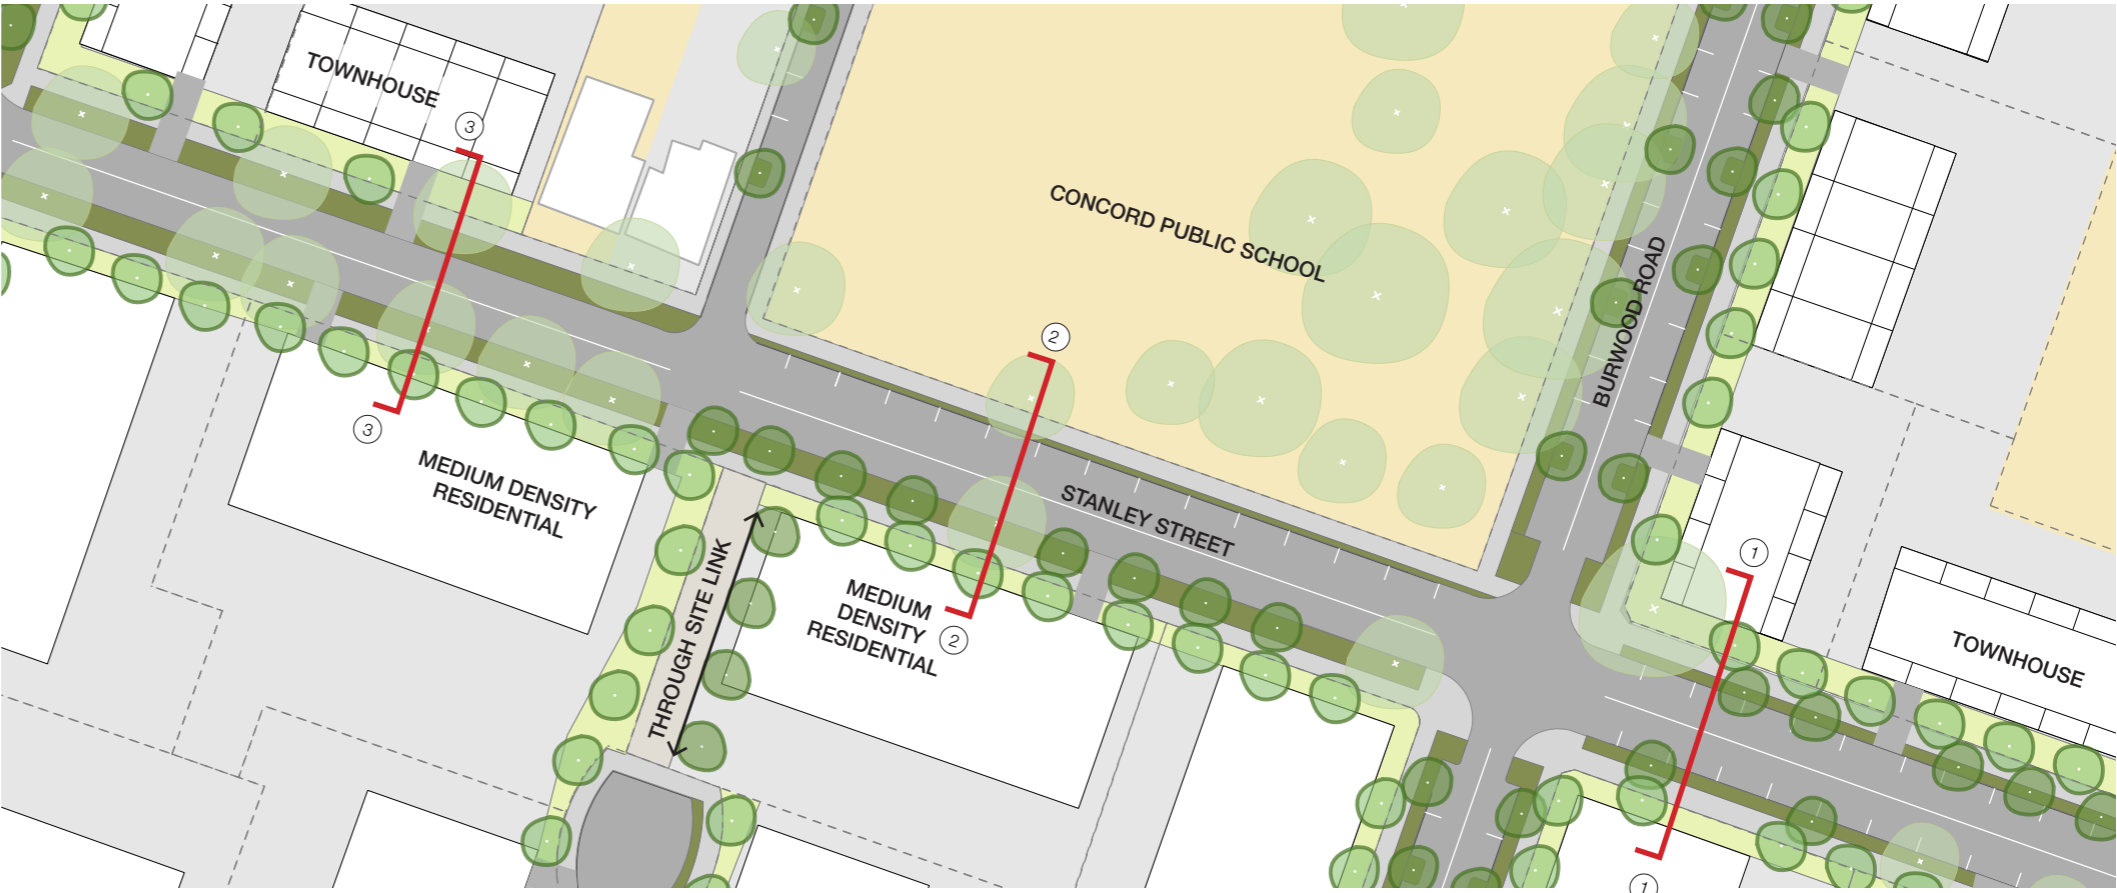 TOWNHOUSE
3
CONCORD PUBLIC SCHOOL
BURWOOD ROAD
2
3
MEDIUM DENSITY
RESIDENTIAL
STANLEY STREET
THROUGH SITE LINK
1
MEDIUM
DENSITY
RESIDENTIAL
2
TOWNHOUSE
1